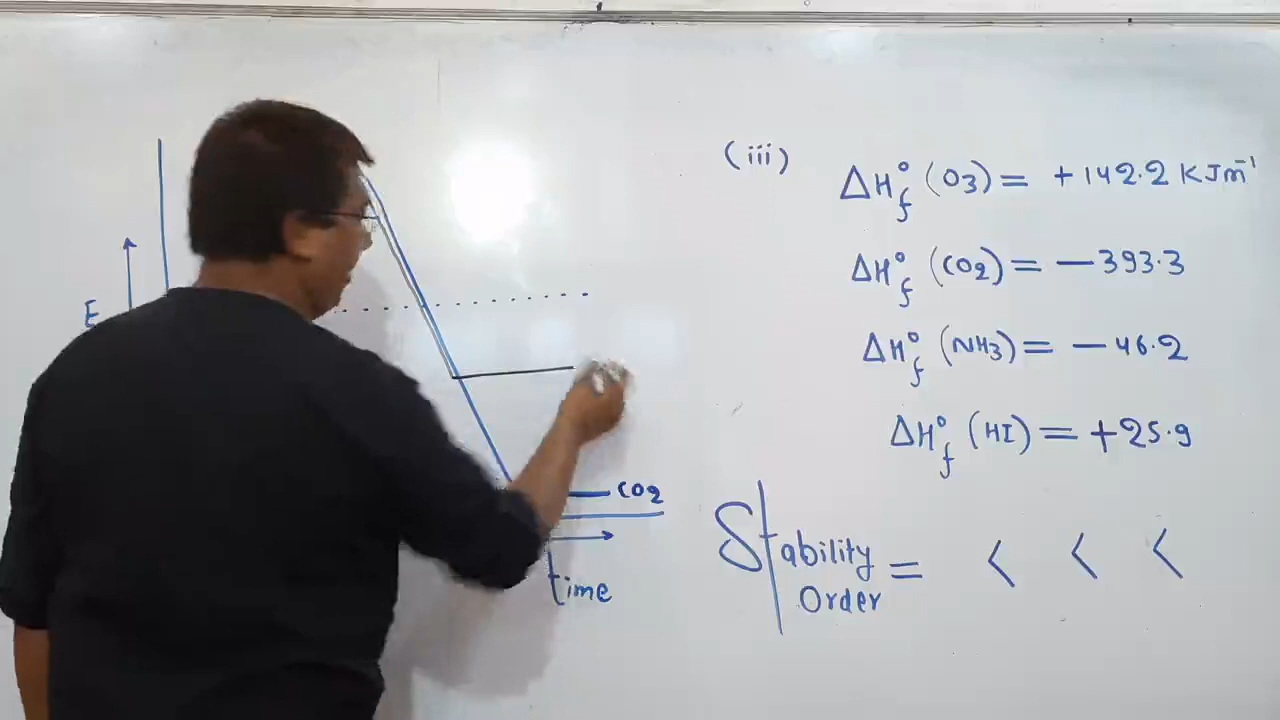 (iii)
ΔH°f (O3) = +142.2 KJm⁻¹
ΔH°f (CO2) = -393.3
ΔH°f (NH3) = -46.2
ΔH°f (HI) = +25.9
E
CO2
time
Stability
Order = < < <